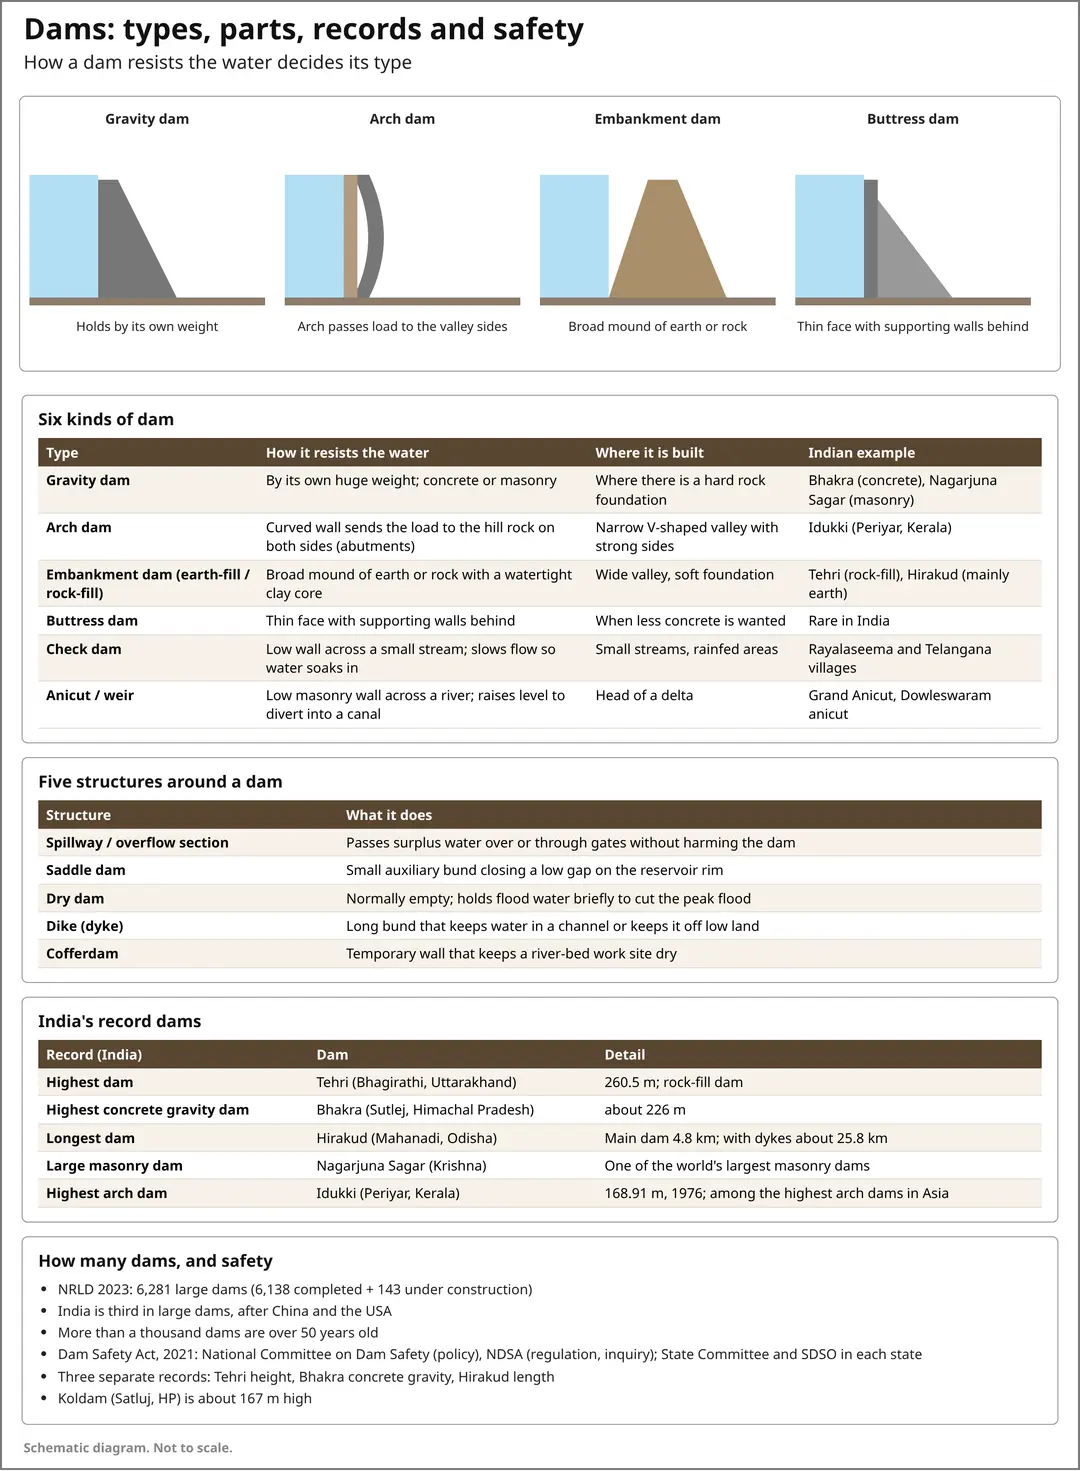 Dams: types, parts, records and safety
How a dam resists the water decides its type
Gravity dam
Arch dam
Embankment dam
Buttress dam
Holds by its own weight
Arch passes load to the valley sides
Broad mound of earth or rock
Thin face with supporting walls behind
Six kinds of dam
Type How it resists the water Where it is built Indian example
Gravity dam By its own huge weight; concrete or masonry Where there is a hard rock Bhakra (concrete), Nagarjuna
foundation Sagar (masonry)
Arch dam Curved wall sends the load to the hill rock on Narrow V-shaped valley with Idukki (Periyar, Kerala)
both sides (abutments) strong sides
Embankment dam (earth-fill / Broad mound of earth or rock with a watertight Wide valley, soft foundation Tehri (rock-fill), Hirakud (mainly
rock-fill) clay core earth)
Buttress dam Thin face with supporting walls behind When less concrete is wanted Rare in India
Check dam Low wall across a small stream; slows flow so Small streams, rainfed areas Rayalaseema and Telangana
water soaks in villages
Anicut / weir Low masonry wall across a river; raises level to Head of a delta Grand Anicut, Dowleswaram
divert into a canal anicut
Five structures around a dam
Structure What it does
Spillway / overflow section Passes surplus water over or through gates without harming the dam
Saddle dam Small auxiliary bund closing a low gap on the reservoir rim
Dry dam Normally empty; holds flood water briefly to cut the peak flood
Dike (dyke) Long bund that keeps water in a channel or keeps it off low land
Cofferdam Temporary wall that keeps a river-bed work site dry
India's record dams
Record (India) Dam Detail
Highest dam Tehri (Bhagirathi, Uttarakhand) 260.5 m; rock-fill dam
Highest concrete gravity dam Bhakra (Sutlej, Himachal Pradesh) about 226 m
Longest dam Hirakud (Mahanadi, Odisha) Main dam 4.8 km; with dykes about 25.8 km
Large masonry dam Nagarjuna Sagar (Krishna) One of the world's largest masonry dams
Highest arch dam Idukki (Periyar, Kerala) 168.91 m, 1976; among the highest arch dams in Asia
How many dams, and safety
• NRLD 2023: 6,281 large dams (6,138 completed + 143 under construction)
• India is third in large dams, after China and the USA
• More than a thousand dams are over 50 years old
• Dam Safety Act, 2021: National Committee on Dam Safety (policy), NDSA (regulation, inquiry); State Committee and SDSO in each state
• Three separate records: Tehri height, Bhakra concrete gravity, Hirakud length
• Koldam (Satluj, HP) is about 167 m high
Schematic diagram. Not to scale.